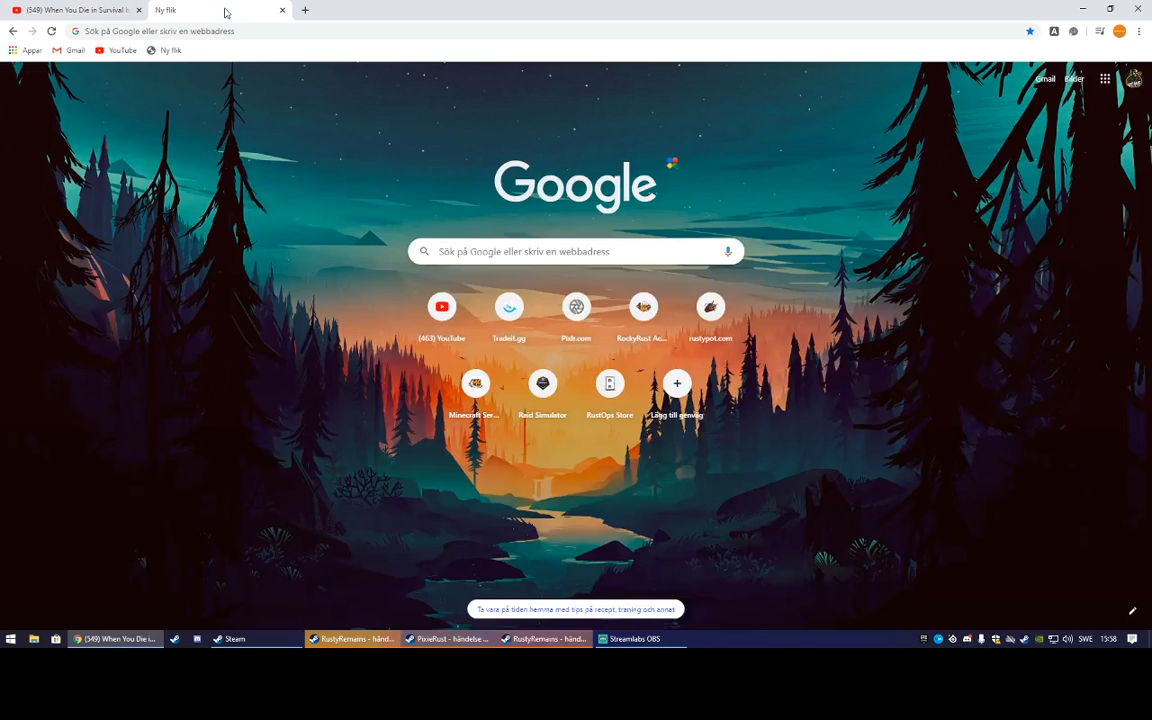 (549) When You Die in Survival b
Ny flik
Sök på Google eller skriv en webbadress
Appar
Gmail
YouTube
Ny flik
Gmail
Bilder
Google
Sök på Google eller skriv en webbadress
(463) YouTube
Tradeit.gg
Pixlr.com
RockyRust Ac...
rustypot.com
Minecraft Ser...
Raid Simulator
RustOps Store
Lägg till genväg
Ta vara på tiden hemma med tips på recept, träning och annat
(549) When You Die i...
Steam
RustyRemains - händ...
PixieRust - händelse ...
RustyRemains - händ...
Streamlabs OBS
SWE
15:58